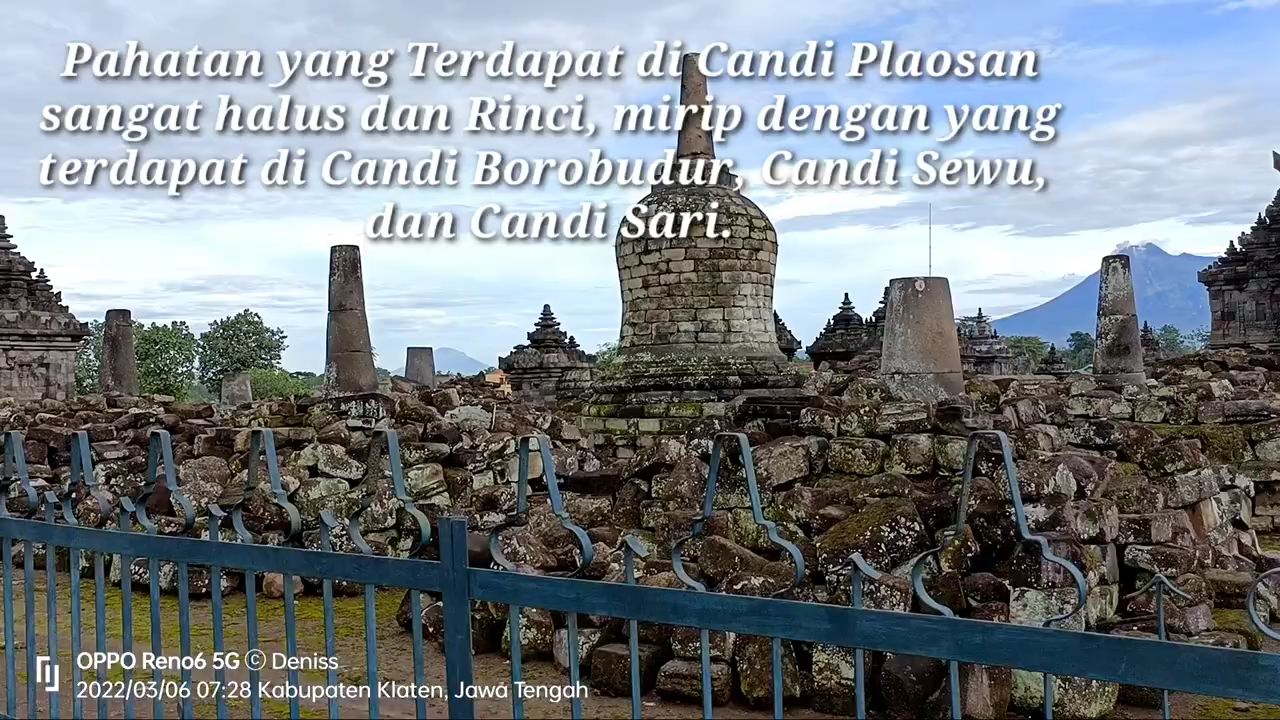 Pahatan yang Terdapat di Candi Plaosan
sangat halus dan Rinci, mirip dengan yang
terdapat di Candi Borobudur, Candi Sewu,
dan Candi Sari.
OPPO Reno6 5G © Deniss
2022/03/06 07:28 Kabupaten Klaten, Jawa Tengah